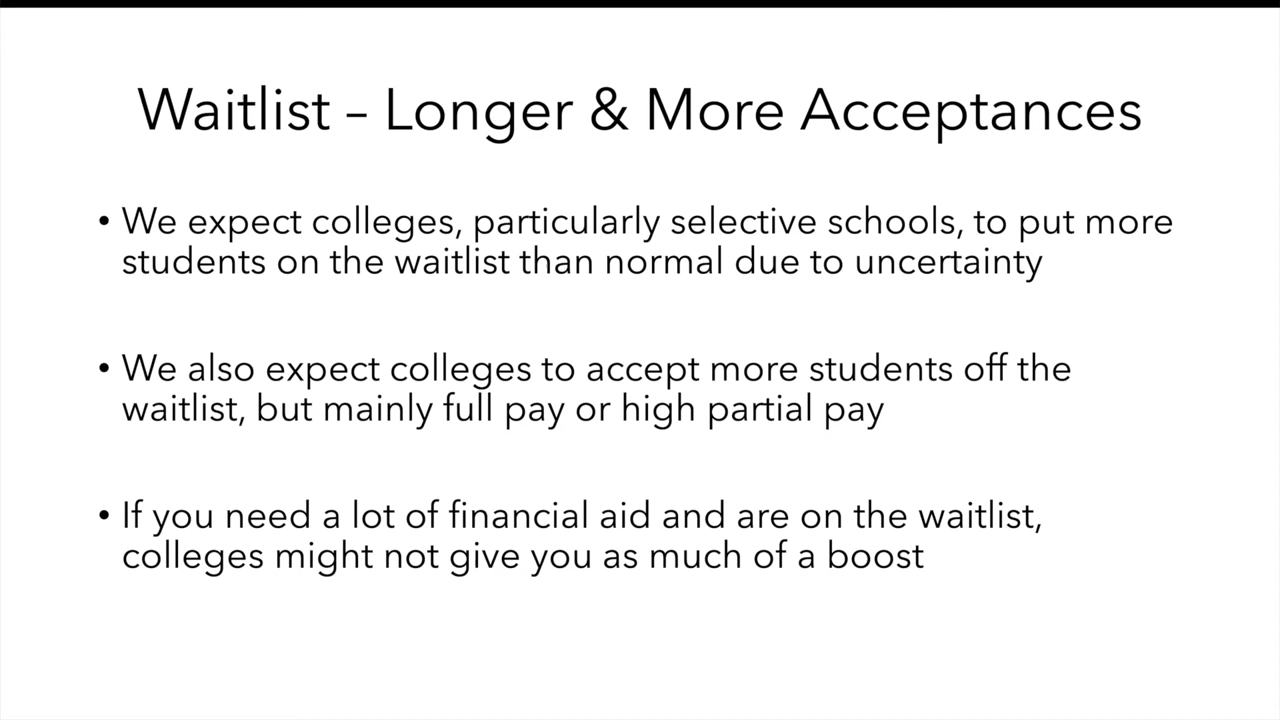 Waitlist – Longer & More Acceptances
• We expect colleges, particularly selective schools, to put more
students on the waitlist than normal due to uncertainty
• We also expect colleges to accept more students off the
waitlist, but mainly full pay or high partial pay
• If you need a lot of financial aid and are on the waitlist,
colleges might not give you as much of a boost